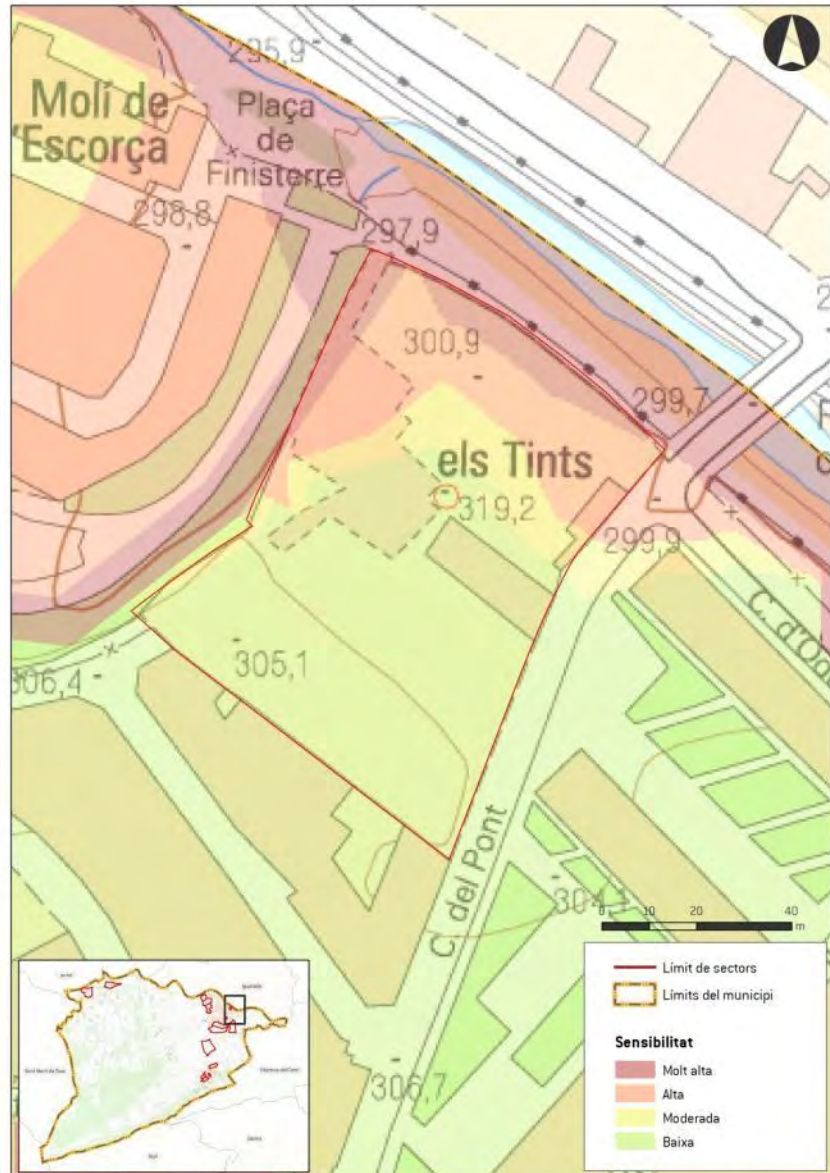 295,9
Molí de
'Escorça
Plaça
de
Finisterre
298,8
297,9
300,9
299,7
els Tints
319,2
299,9
C. d'Od
305,1
306,4
C. del Pont
304,1
0 10 20 40
m
306,7
Límit de sectors
Límits del municipi
Sensibilitat
Molt alta
Alta
Moderada
Baixa